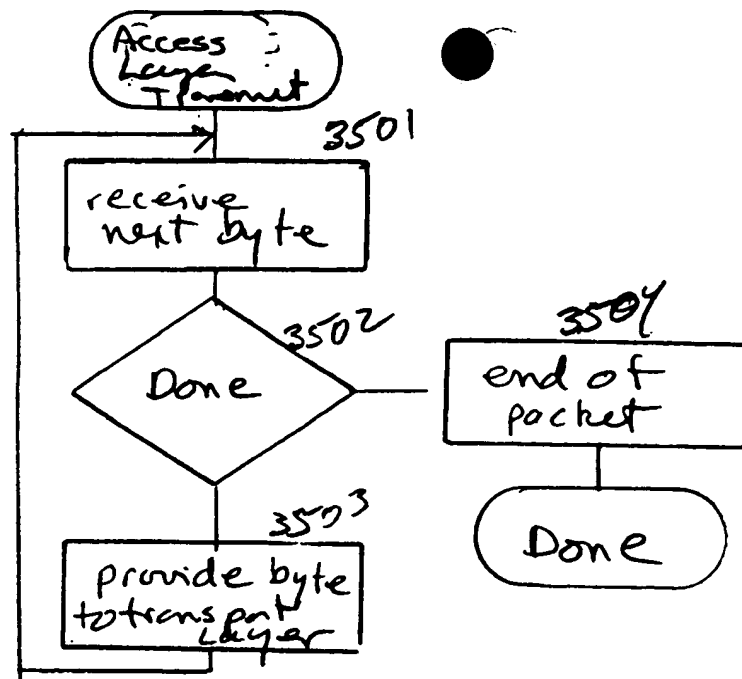 Access
Layer
Transmit
3501
receive
next byte
3502
Done
3504
end of
packet
Done
3503
provide byte
to transport
Layer